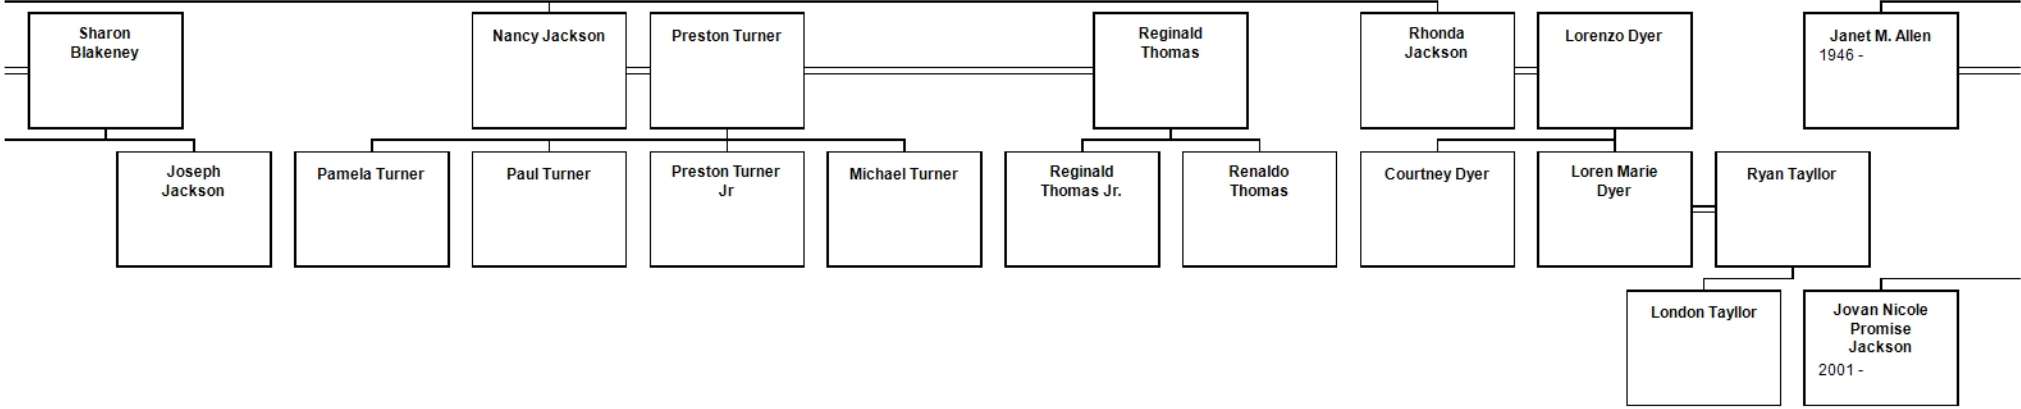 Sharon
Blakeney
Nancy Jackson
Preston Turner
Reginald
Thomas
Rhonda
Jackson
Lorenzo Dyer
Janet M. Allen
1946 -
Joseph
Jackson
Pamela Turner
Paul Turner
Preston Turner
Jr
Michael Turner
Reginald
Thomas Jr.
Renaldo
Thomas
Courtney Dyer
Loren Marie
Dyer
Ryan Tayllor
London Tayllor
Jovan Nicole
Promise
Jackson
2001 -